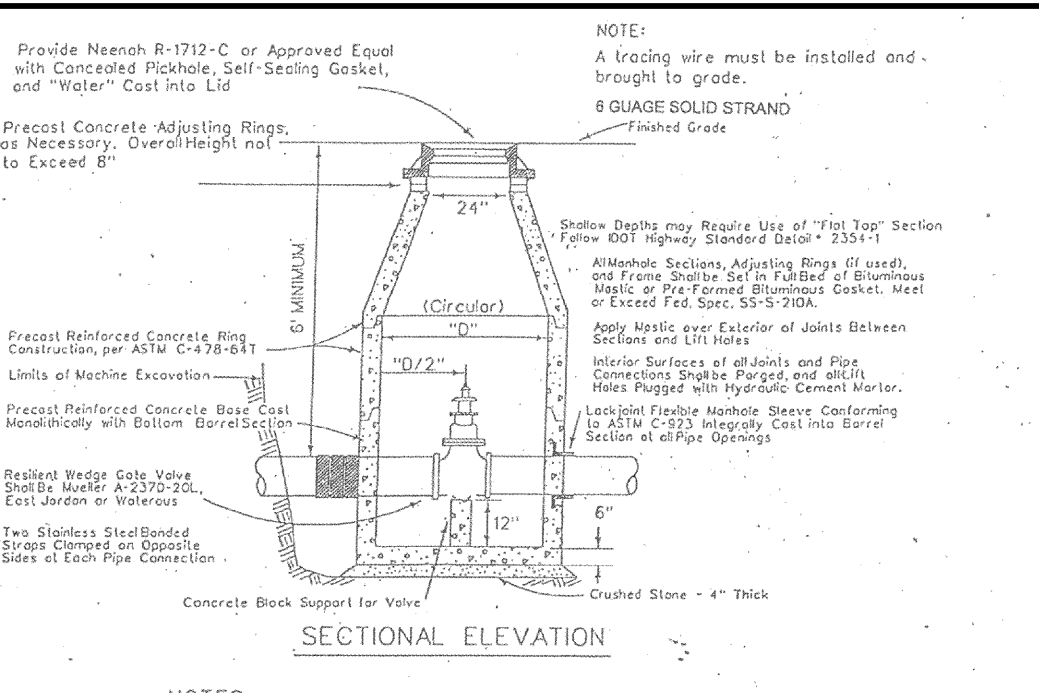 Provide Neenah R-1712-C or Approved Equal
with Concealed Pickhole, Self-Sealing Gasket,
and "Water" Cast into Lid
NOTE:
A tracing wire must be installed and
brought to grade.
6 GUAGE SOLID STRAND
Finished Grade
Precast Concrete Adjusting Rings,
as Necessary. Overall Height not
to Exceed 8"
24"
6' MINIMUM
Shallow Depths may Require Use of "Flat Top" Section
Follow IDOT Highway Standard Detail * 2354-1
All Manhole Sections, Adjusting Rings (if used),
and Frame Shall be Set in Full Bed of Bituminous
Mastic or Pre-Formed Bituminous Gasket. Meet
or Exceed Fed. Spec. SS-S-210A.
(Circular)
"D"
Apply Mastic over Exterior of Joints Between
Sections and Lift Holes
Precast Reinforced Concrete Ring
Construction, per ASTM C-478-64T
"D/2"
Interior Surfaces of all Joints and Pipe
Connections Shall be Parged, and all Lift
Holes Plugged with Hydraulic Cement Mortar.
Limits of Machine Excavation
Precast Reinforced Concrete Base Cast
Monolithically with Bottom Barrel Section
Lockjoint Flexible Manhole Sleeve Conforming
to ASTM C-923 Integrally Cast into Barrel
Section at all Pipe Openings
Resilient Wedge Gate Valve
Shall Be Mueller A-2370-20L,
East Jordan or Waterous
12"
6"
Two Stainless Steel Banded
Straps Clamped on Opposite
Sides of Each Pipe Connection
Concrete Block Support for Valve
Crushed Stone - 4" Thick
SECTIONAL ELEVATION